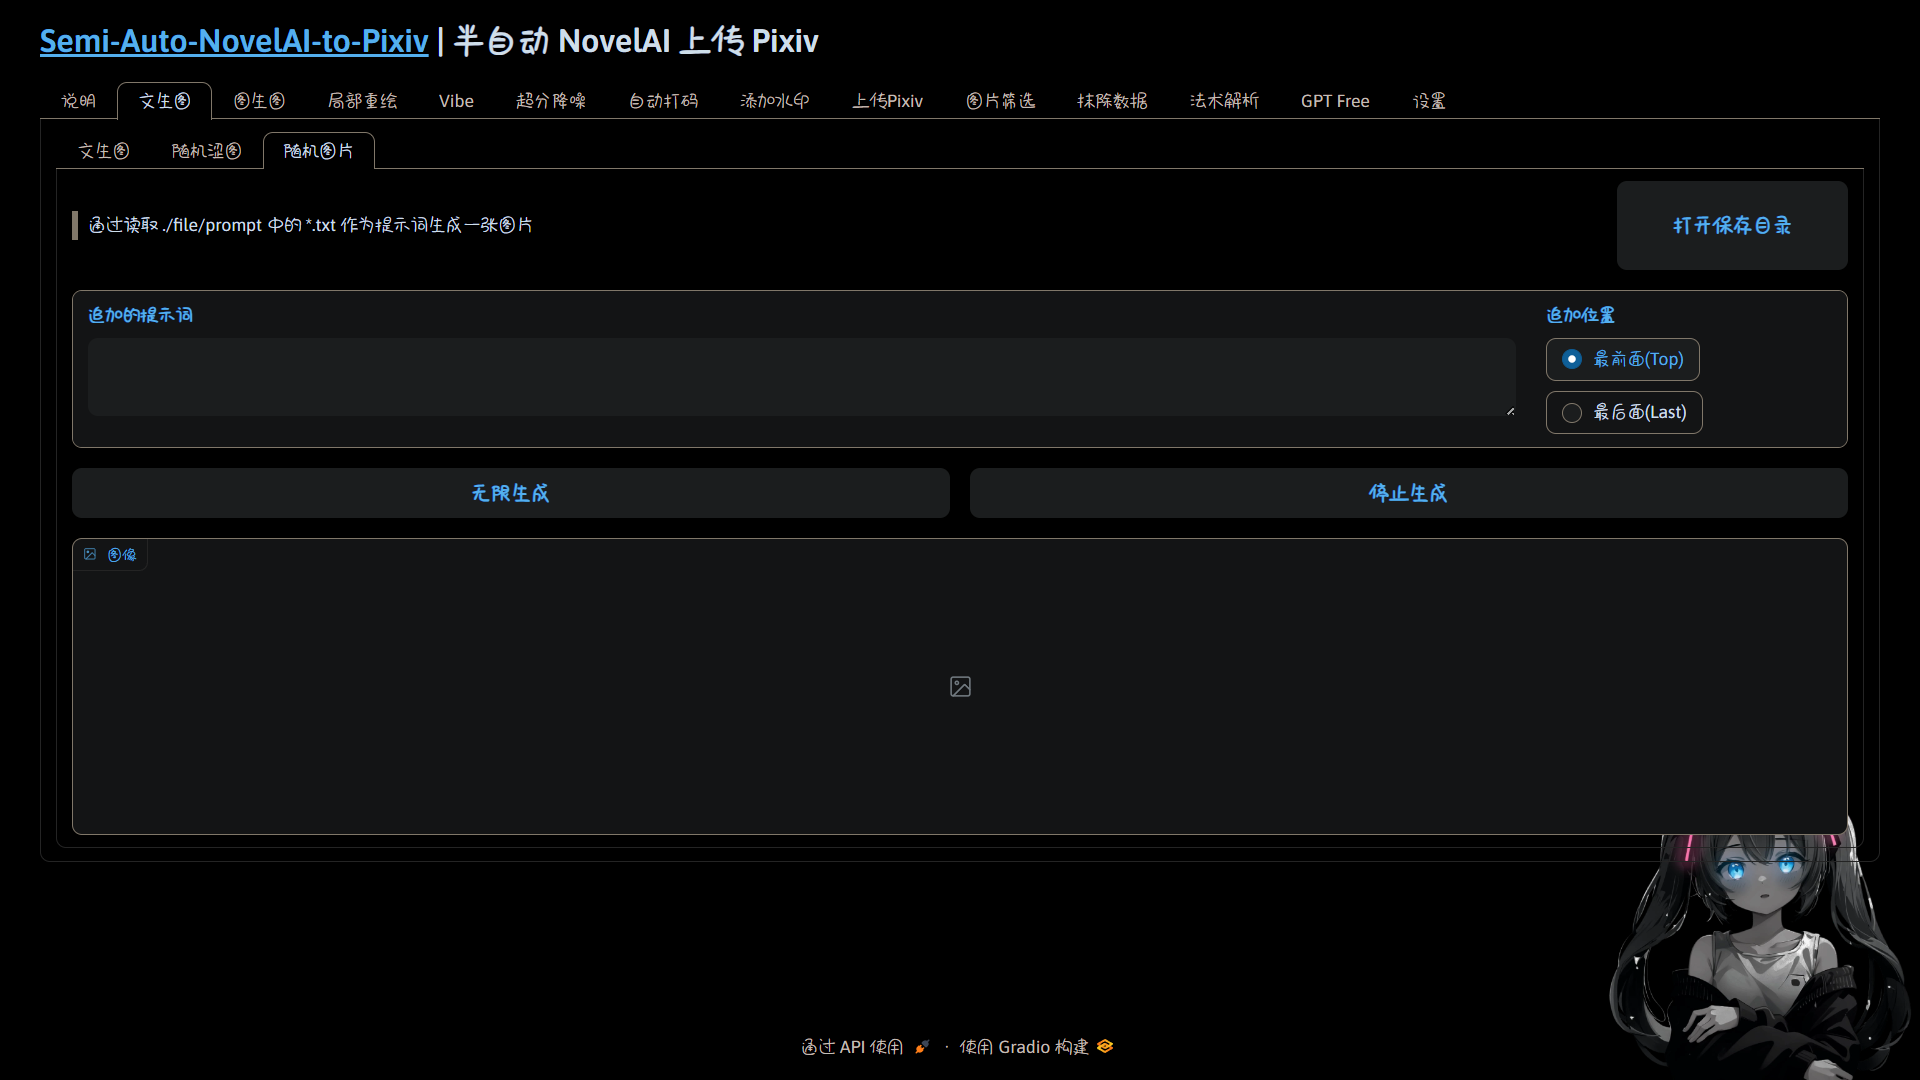 Semi-Auto-NovelAI-to-Pixiv | 半自动 NovelAI 上传 Pixiv
说明 文生图 图生图 局部重绘 Vibe 超分降噪 自动打码 添加水印 上传Pixiv 图片筛选 抹除数据 法术解析 GPT Free 设置
文生图 随机涩图 随机图片
通过读取 ./file/prompt 中的 *.txt 作为提示词生成一张图片
打开保存目录
追加的提示词
追加位置
最前面(Top)
最后面(Last)
无限生成 停止生成
图像
通过 API 使用 · 使用 Gradio 构建